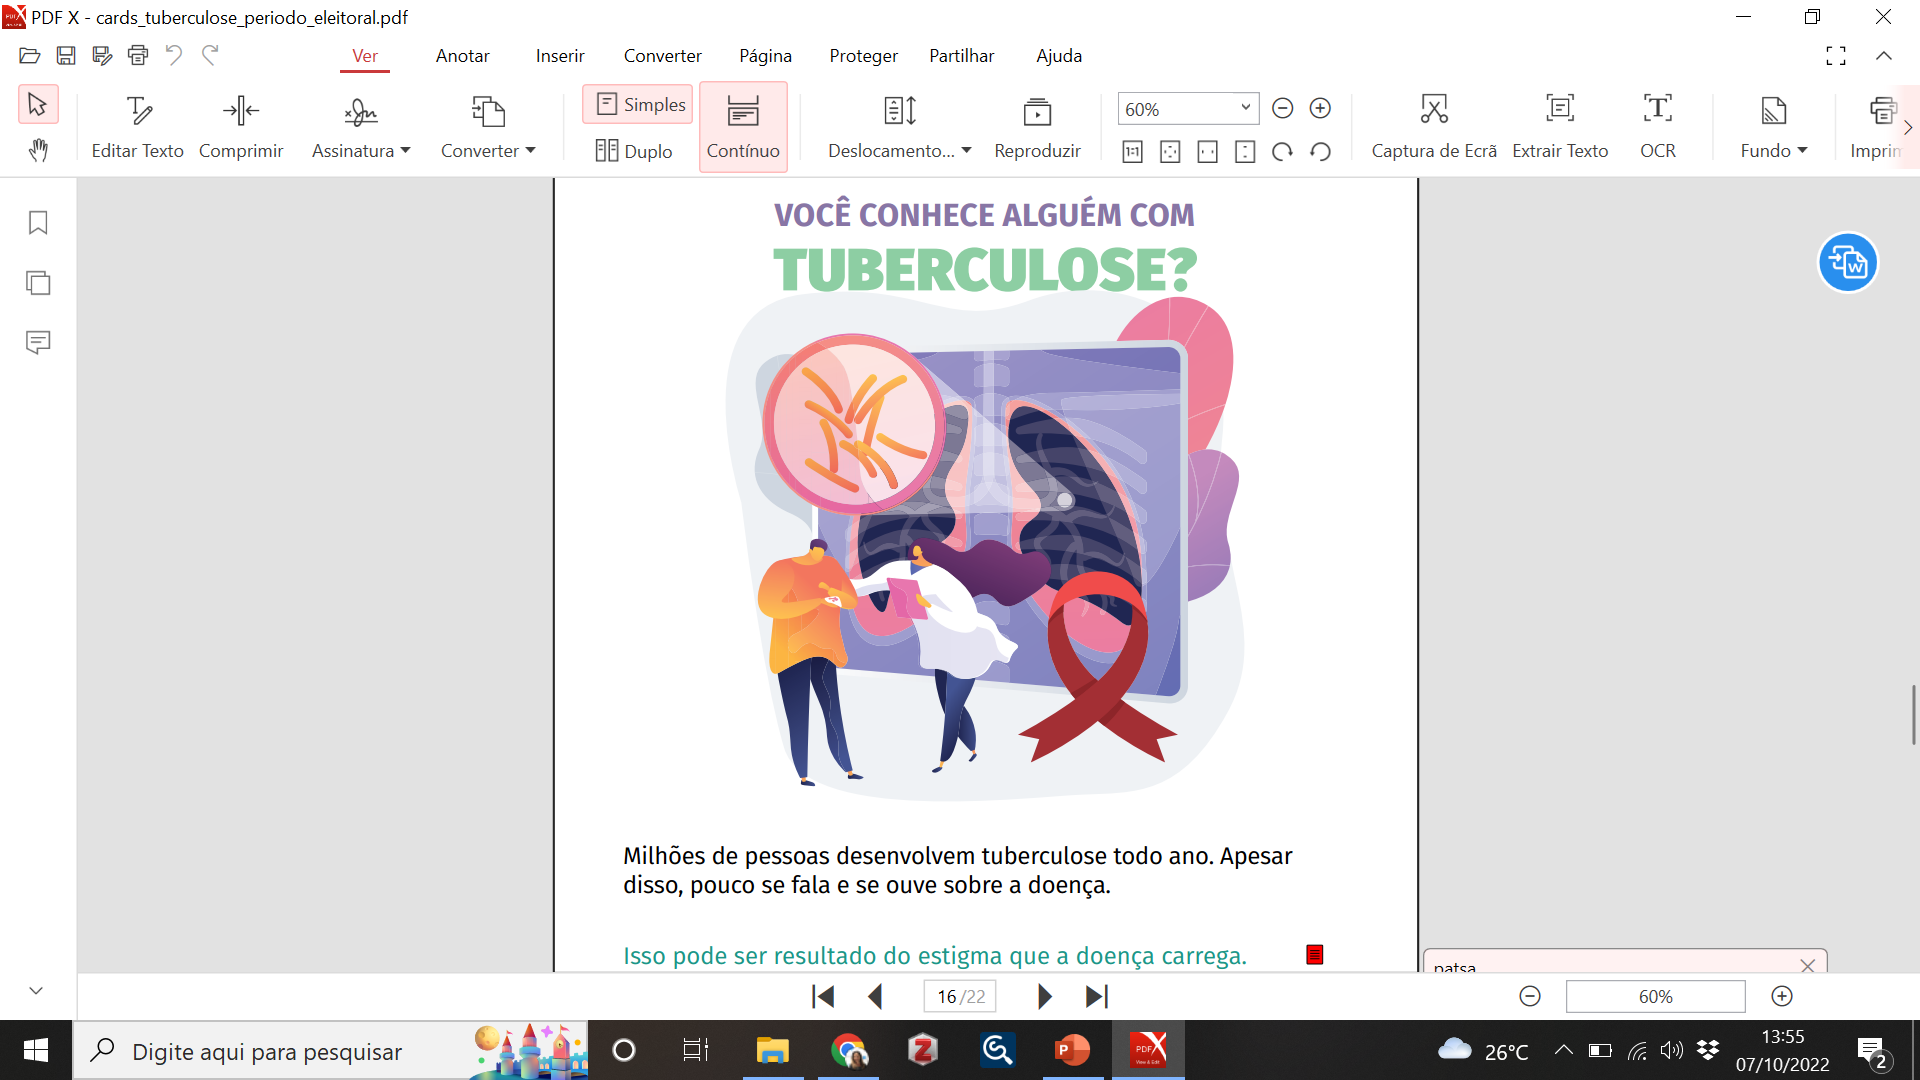 PDF X - cards_tuberculose_periodo_eleitoral.pdf
Ver Anotar Inserir Converter Página Proteger Partilhar Ajuda
Editar Texto Comprimir Assinatura Converter Simples Duplo Contínuo Deslocamento... Reproduzir 60% 1:1 Captura de Ecrã Extrair Texto OCR Fundo Imprim
VOCÊ CONHECE ALGUÉM COM
TUBERCULOSE?
Milhões de pessoas desenvolvem tuberculose todo ano. Apesar
disso, pouco se fala e se ouve sobre a doença.
Isso pode ser resultado do estigma que a doença carrega.
patsa
16 /22
60%
Digite aqui para pesquisar
26°C
13:55
07/10/2022
2